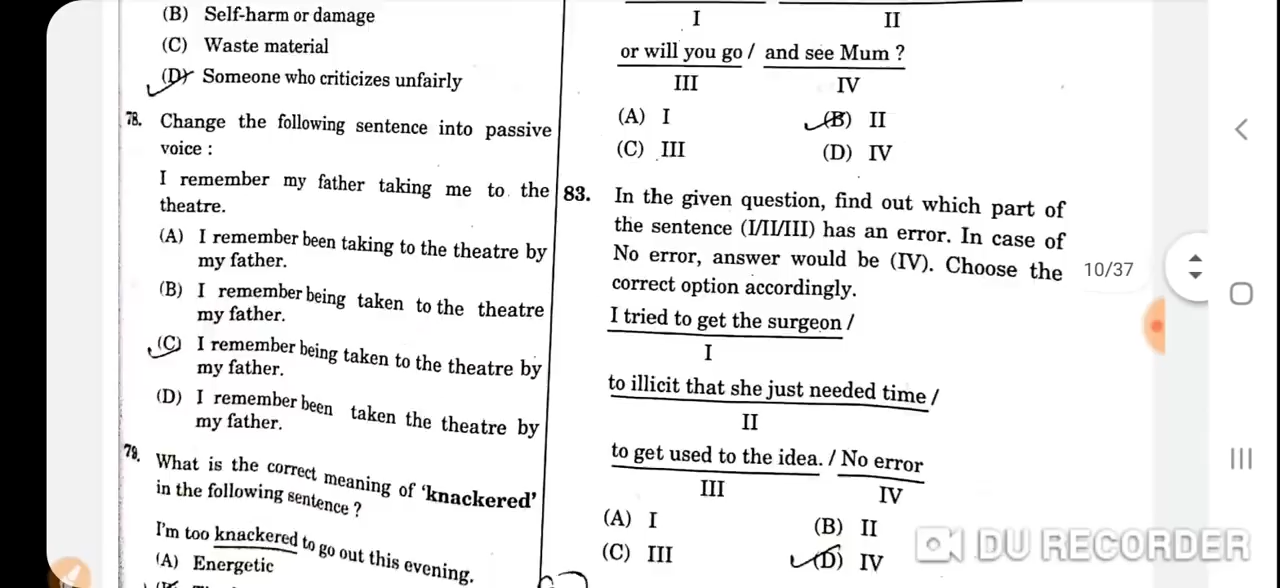 (B) Self-harm or damage
(C) Waste material
(D) Someone who criticizes unfairly
78. Change the following sentence into passive
voice :
I remember my father taking me to the
theatre.
(A) I remember been taking to the theatre by
my father.
(B) I remember being taken to the theatre
my father.
(C) I remember being taken to the theatre by
my father.
(D) I remember been taken the theatre by
my father.
79. What is the correct meaning of ‘knackered’
in the following sentence ?
I'm too knackered to go out this evening.
(A) Energetic
I II
or will you go / and see Mum ?
III IV
(A) I (B) II
(C) III (D) IV
83. In the given question, find out which part of
the sentence (I/II/III) has an error. In case of
No error, answer would be (IV). Choose the
correct option accordingly.
I tried to get the surgeon /
I
to illicit that she just needed time /
II
to get used to the idea. / No error
III IV
(A) I (B) II
(C) III (D) IV
10/37
DU RECORDER